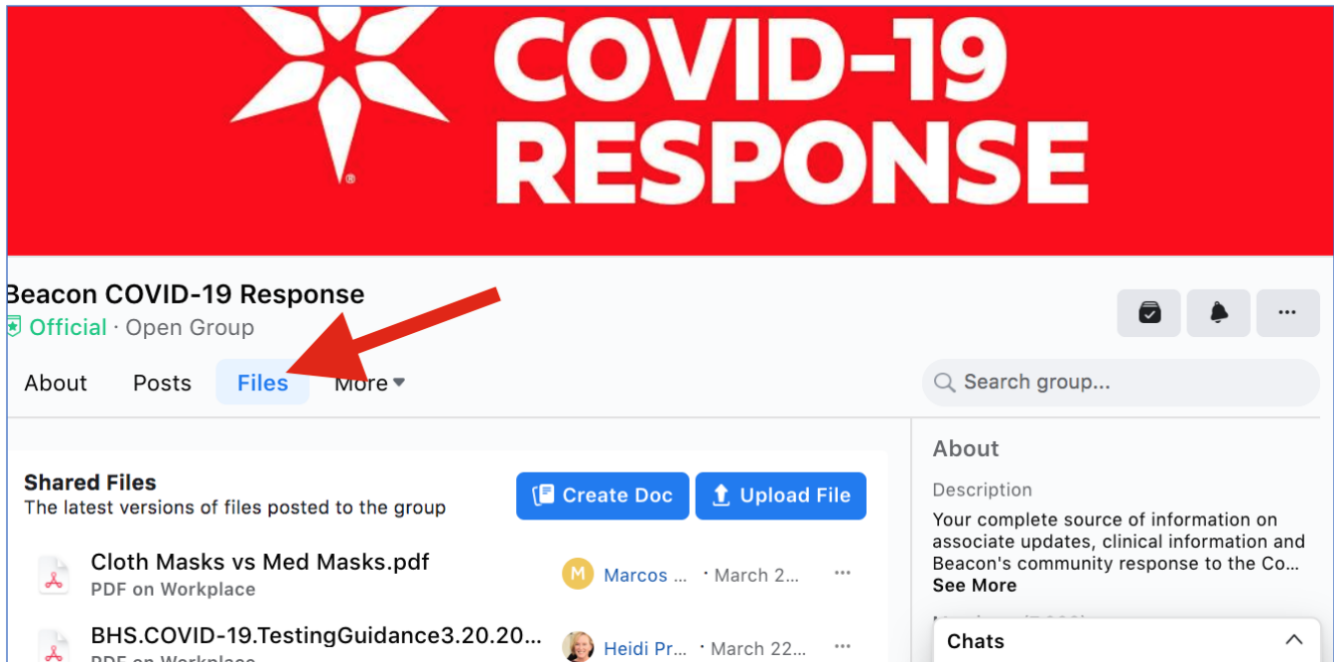 COVID-19
RESPONSE
®
Beacon COVID-19 Response
Official · Open Group
About Posts Files More
Search group...
Shared Files
The latest versions of files posted to the group
Create Doc
Upload File
Cloth Masks vs Med Masks.pdf
PDF on Workplace
M Marcos ... · March 2... ...
BHS.COVID-19.TestingGuidance3.20.20...
PDF on Workplace
Heidi Pr... · March 22... ...
About
Description
Your complete source of information on
associate updates, clinical information and
Beacon's community response to the Co...
See More
Chats